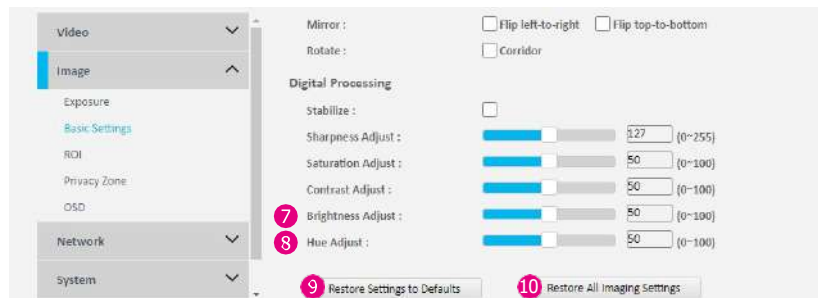 Video
Image
Exposure
Basic Settings
ROI
Privacy Zone
OSD
Network
System
Mirror : Flip left-to-right Flip top-to-bottom
Rotate : Corridor
Digital Processing
Stabilize :
Sharpness Adjust : 127 (0~255)
Saturation Adjust : 50 (0~100)
Contrast Adjust : 50 (0~100)
7 Brightness Adjust : 50 (0~100)
8 Hue Adjust : 50 (0~100)
9 Restore Settings to Defaults 10 Restore All Imaging Settings